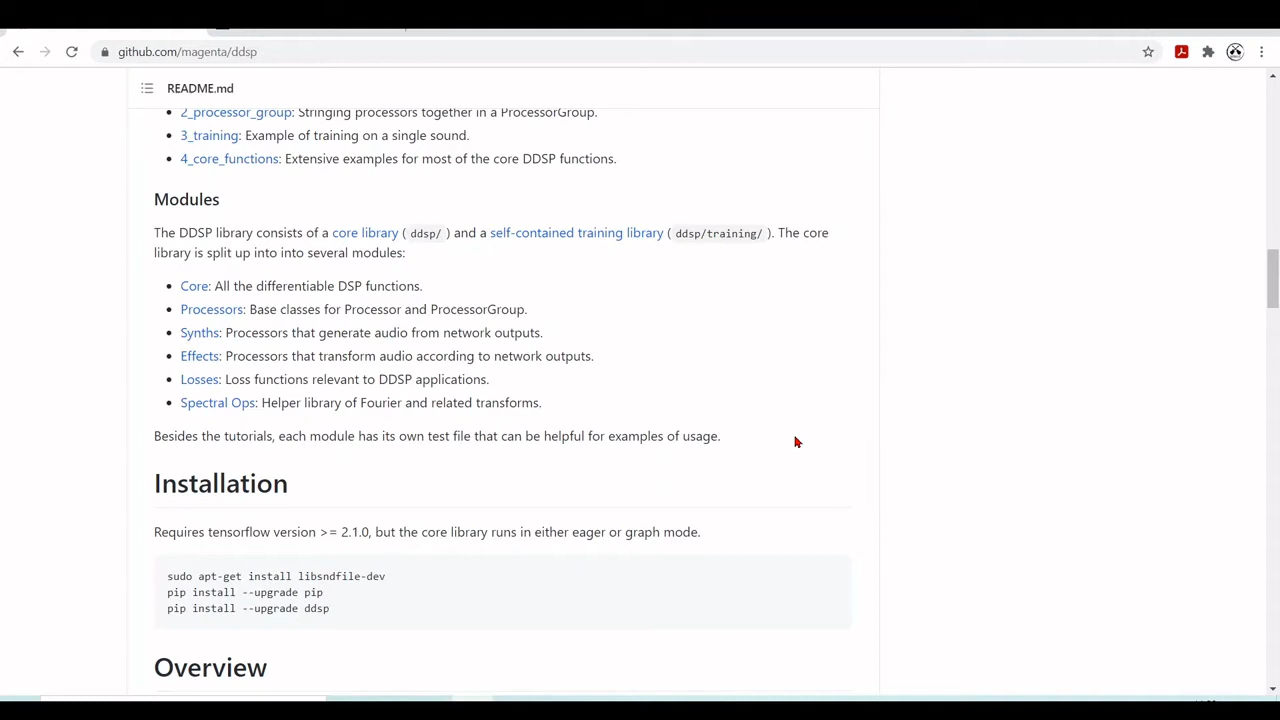 github.com/magenta/ddsp
README.md
2_processor_group: Stringing processors together in a ProcessorGroup.
3_training: Example of training on a single sound.
4_core_functions: Extensive examples for most of the core DDSP functions.
Modules
The DDSP library consists of a core library ( ddsp/ ) and a self-contained training library ( ddsp/training/ ). The core
library is split up into into several modules:
Core: All the differentiable DSP functions.
Processors: Base classes for Processor and ProcessorGroup.
Synths: Processors that generate audio from network outputs.
Effects: Processors that transform audio according to network outputs.
Losses: Loss functions relevant to DDSP applications.
Spectral Ops: Helper library of Fourier and related transforms.
Besides the tutorials, each module has its own test file that can be helpful for examples of usage.
Installation
Requires tensorflow version >= 2.1.0, but the core library runs in either eager or graph mode.
sudo apt-get install libsndfile-dev
pip install --upgrade pip
pip install --upgrade ddsp
Overview